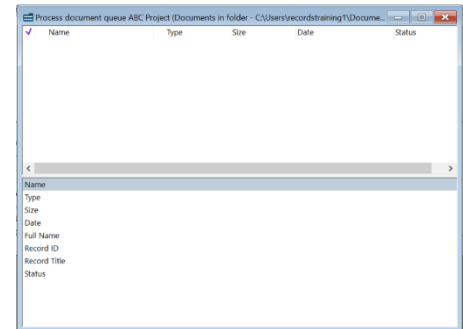 Process document queue ABC Project (Documents in folder - C:\Users\recordstraining1\Docume...
Name Type Size Date Status
Name
Type
Size
Date
Full Name
Record ID
Record Title
Status